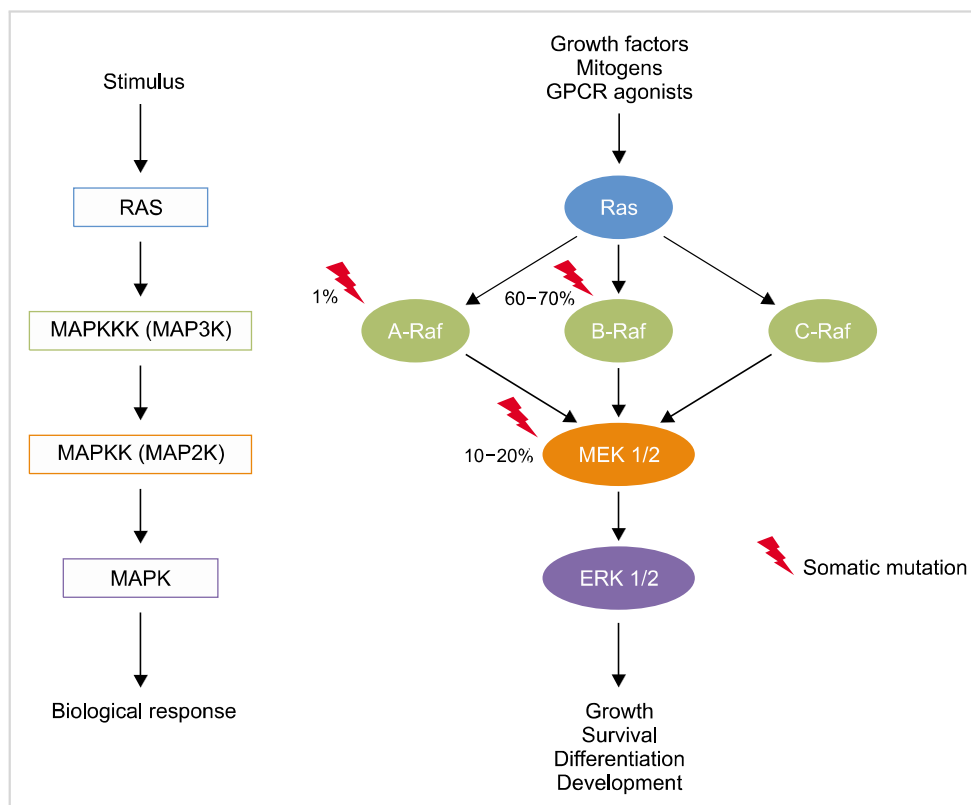 Stimulus
RAS
MAPKKK (MAP3K)
MAPKK (MAP2K)
MAPK
Biological response
Growth factors
Mitogens
GPCR agonists
Ras
1%
60−70%
A-Raf
B-Raf
C-Raf
10−20%
MEK 1/2
ERK 1/2
Somatic mutation
Growth
Survival
Differentiation
Development